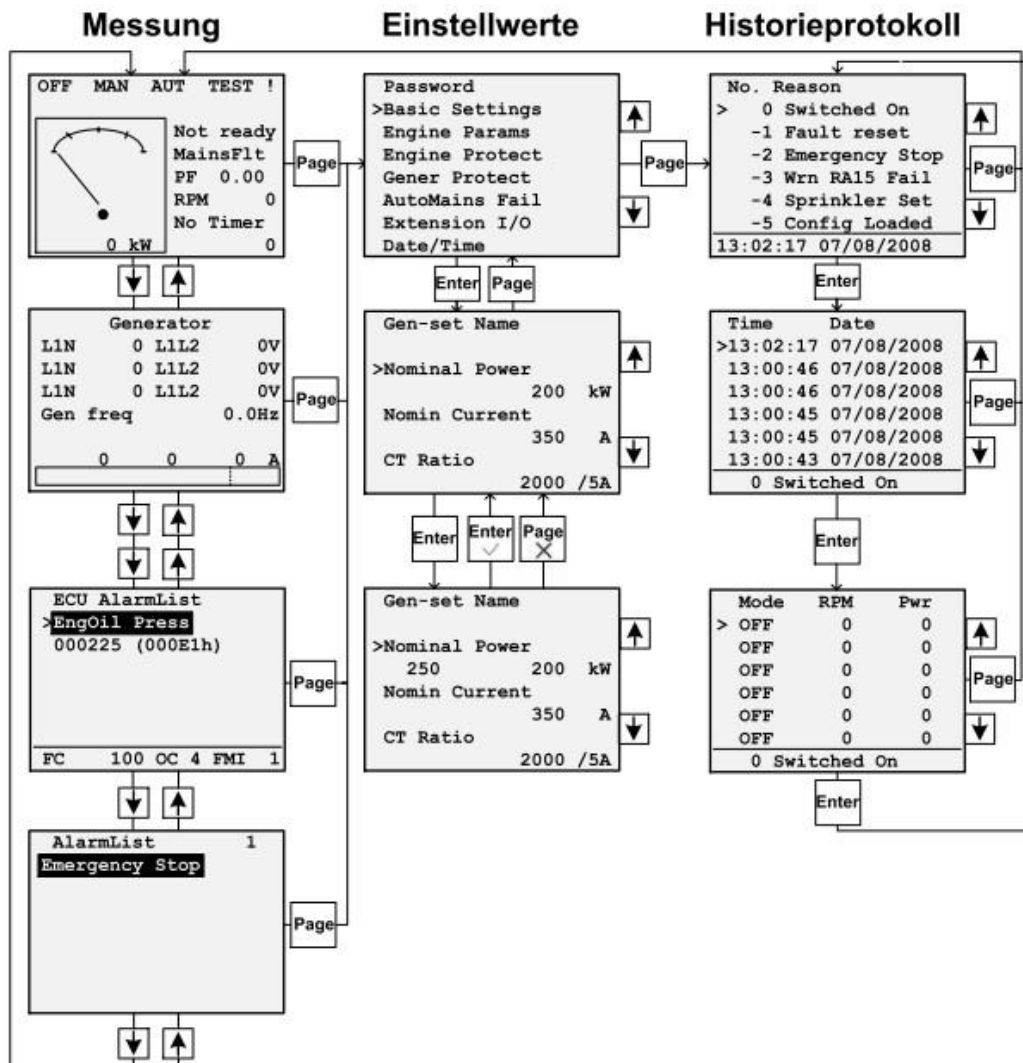 Messung
Einstellwerte
Historieprotokoll
OFF MAN AUT TEST !
Not ready
MainsFlt
PF 0.00
RPM 0
No Timer
0 kW 0
Page
Generator
L1N 0 L1L2 0V
L1N 0 L1L2 0V
L1N 0 L1L2 0V
Gen freq 0.0Hz
0 0 0 A
Page
ECU AlarmList
>EngOil Press
000225 (000E1h)
FC 100 OC 4 FMI 1
Page
AlarmList 1
Emergency Stop
Page
Password
>Basic Settings
Engine Params
Engine Protect
Gener Protect
AutoMains Fail
Extension I/O
Date/Time
Page
Enter
Page
Gen-set Name
>Nominal Power
200 kW
Nomin Current
350 A
CT Ratio
2000 /5A
Enter
Enter
Page
Gen-set Name
>Nominal Power
250 200 kW
Nomin Current
350 A
CT Ratio
2000 /5A
No. Reason
> 0 Switched On
-1 Fault reset
-2 Emergency Stop
-3 Wrn RA15 Fail
-4 Sprinkler Set
-5 Config Loaded
13:02:17 07/08/2008
Page
Enter
Time Date
>13:02:17 07/08/2008
13:00:46 07/08/2008
13:00:46 07/08/2008
13:00:45 07/08/2008
13:00:45 07/08/2008
13:00:43 07/08/2008
0 Switched On
Page
Enter
Mode RPM Pwr
> OFF 0 0
OFF 0 0
OFF 0 0
OFF 0 0
OFF 0 0
OFF 0 0
0 Switched On
Page
Enter